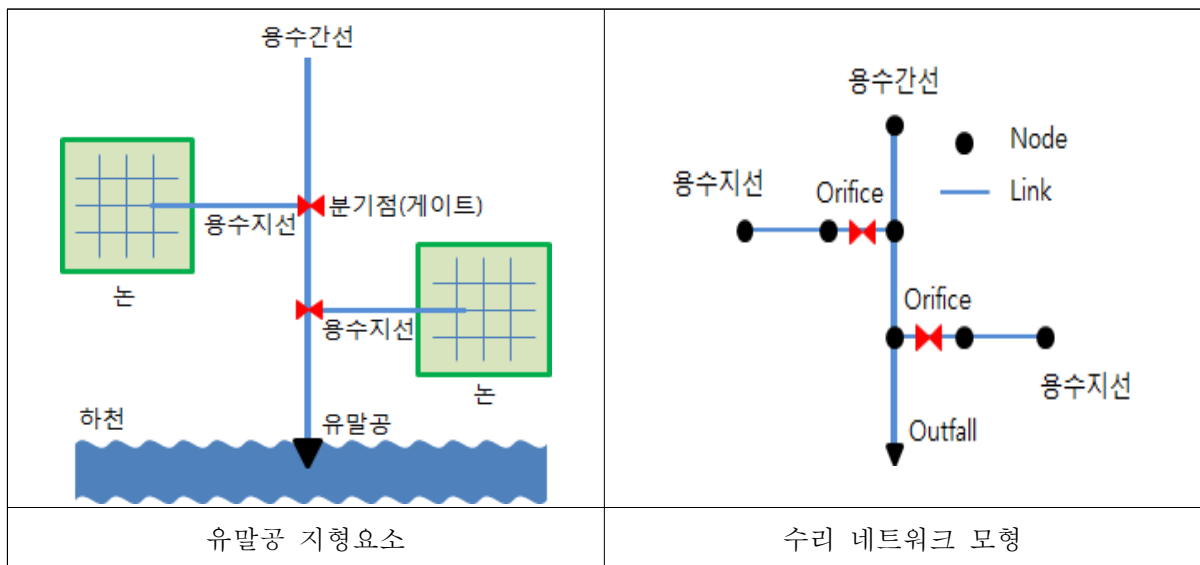 용수간선
분기점(게이트)
용수지선
논
용수지선
논
하천
유말공
유말공 지형요소
용수간선
Node
용수지선
Orifice
Link
Orifice
용수지선
Outfall
수리 네트워크 모형